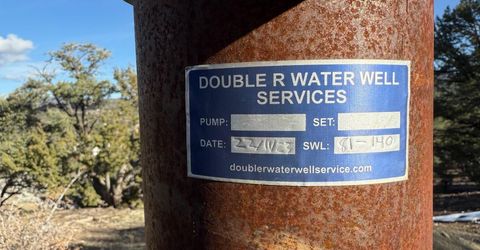 DOUBLE R WATER WELL
SERVICES
PUMP: SET:
DATE: SWL: 81-140
doublerwaterwellservice.com